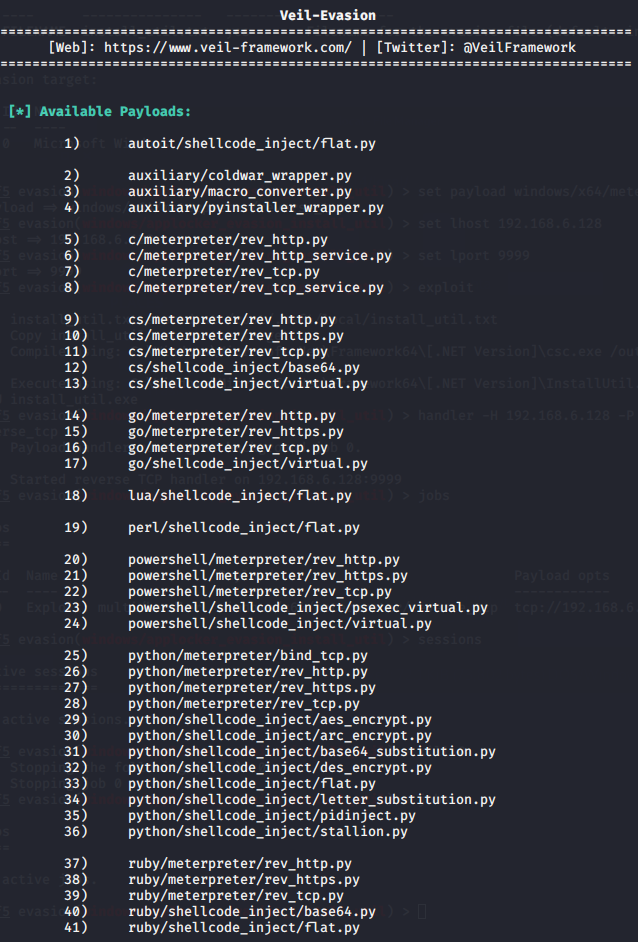 Veil-Evasion
===============================================================================
[Web]: https://www.veil-framework.com/ | [Twitter]: @VeilFramework
===============================================================================
[*] Available Payloads:
1) autoit/shellcode_inject/flat.py
2) auxiliary/coldwar_wrapper.py
3) auxiliary/macro_converter.py
4) auxiliary/pyinstaller_wrapper.py
5) c/meterpreter/rev_http.py
6) c/meterpreter/rev_http_service.py
7) c/meterpreter/rev_tcp.py
8) c/meterpreter/rev_tcp_service.py
9) cs/meterpreter/rev_http.py
10) cs/meterpreter/rev_https.py
11) cs/meterpreter/rev_tcp.py
12) cs/shellcode_inject/base64.py
13) cs/shellcode_inject/virtual.py
14) go/meterpreter/rev_http.py
15) go/meterpreter/rev_https.py
16) go/meterpreter/rev_tcp.py
17) go/shellcode_inject/virtual.py
18) lua/shellcode_inject/flat.py
19) perl/shellcode_inject/flat.py
20) powershell/meterpreter/rev_http.py
21) powershell/meterpreter/rev_https.py
22) powershell/meterpreter/rev_tcp.py
23) powershell/shellcode_inject/psexec_virtual.py
24) powershell/shellcode_inject/virtual.py
25) python/meterpreter/bind_tcp.py
26) python/meterpreter/rev_http.py
27) python/meterpreter/rev_https.py
28) python/meterpreter/rev_tcp.py
29) python/shellcode_inject/aes_encrypt.py
30) python/shellcode_inject/arc_encrypt.py
31) python/shellcode_inject/base64_substitution.py
32) python/shellcode_inject/des_encrypt.py
33) python/shellcode_inject/flat.py
34) python/shellcode_inject/letter_substitution.py
35) python/shellcode_inject/pidinject.py
36) python/shellcode_inject/stallion.py
37) ruby/meterpreter/rev_http.py
38) ruby/meterpreter/rev_https.py
39) ruby/meterpreter/rev_tcp.py
40) ruby/shellcode_inject/base64.py
41) ruby/shellcode_inject/flat.py